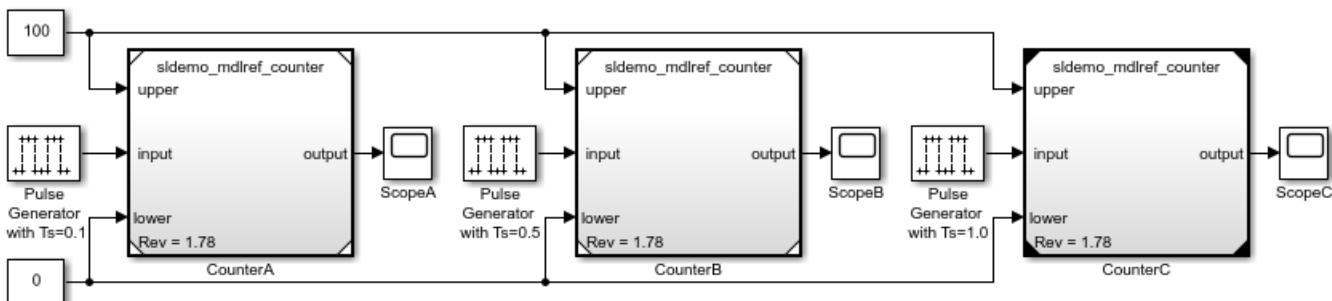 100
sldemo_mdlref_counter
upper
input
output
lower
Rev = 1.78
CounterA
Pulse
Generator
with Ts=0.1
ScopeA
sldemo_mdlref_counter
upper
input
output
lower
Rev = 1.78
CounterB
Pulse
Generator
with Ts=0.5
ScopeB
sldemo_mdlref_counter
upper
input
output
lower
Rev = 1.78
CounterC
Pulse
Generator
with Ts=1.0
ScopeC
0